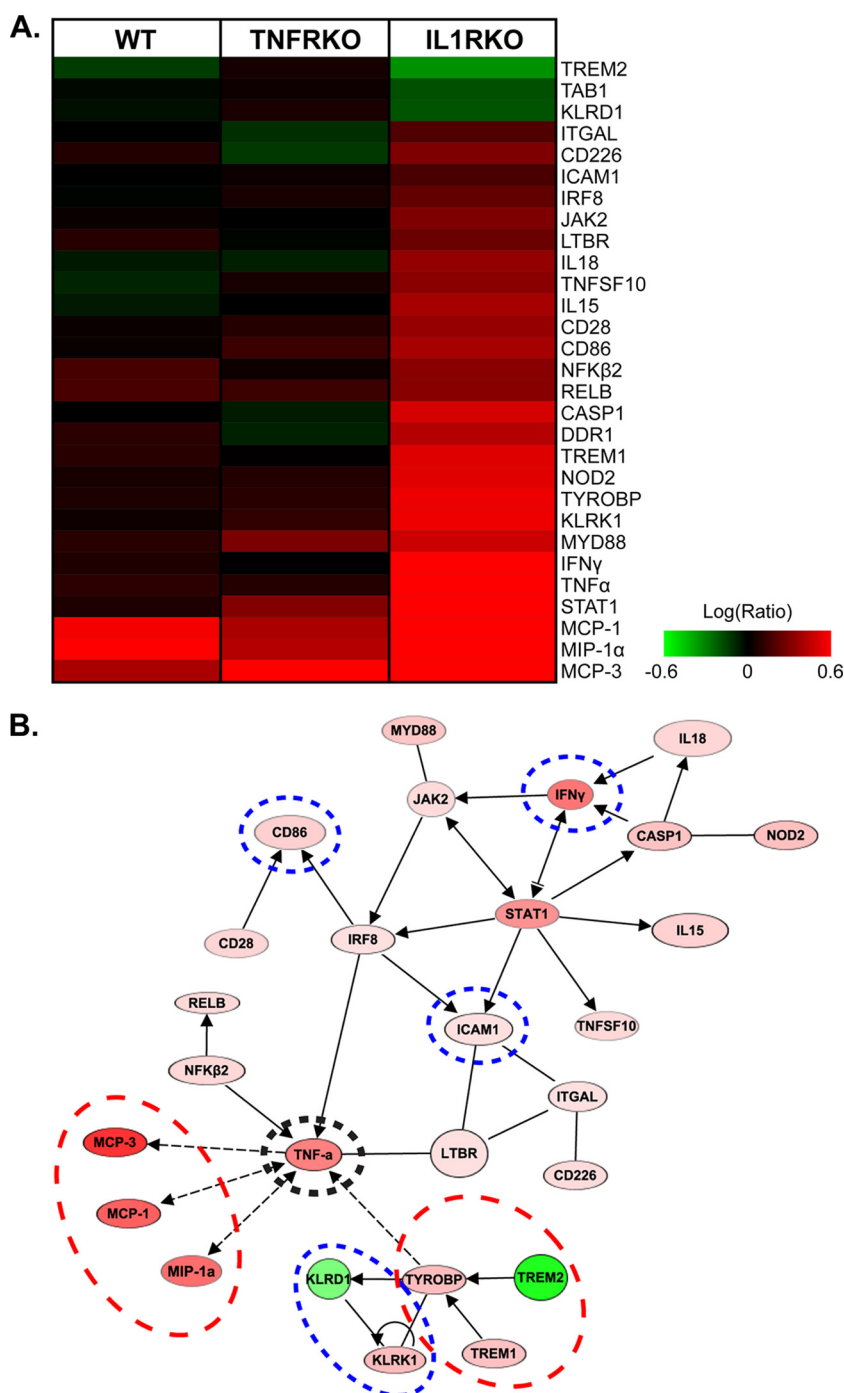 A.
WT TNFRKO IL1RKO
TREM2
TAB1
KLRD1
ITGAL
CD226
ICAM1
IRF8
JAK2
LTBR
IL18
TNFSF10
IL15
CD28
CD86
NFKβ2
RELB
CASP1
DDR1
TREM1
NOD2
TYROBP
KLRK1
MYD88
IFNγ
TNFα
STAT1
MCP-1
MIP-1α
MCP-3
Log(Ratio)
-0.6 0 0.6
B.
MYD88
IL18
JAK2
IFNγ
CD86
CASP1
NOD2
STAT1
CD28
IRF8
IL15
RELB
ICAM1
TNFSF10
NFKβ2
ITGAL
MCP-3
TNF-a
LTBR
CD226
MCP-1
MIP-1a
KLRD1
TYROBP
TREM2
KLRK1
TREM1